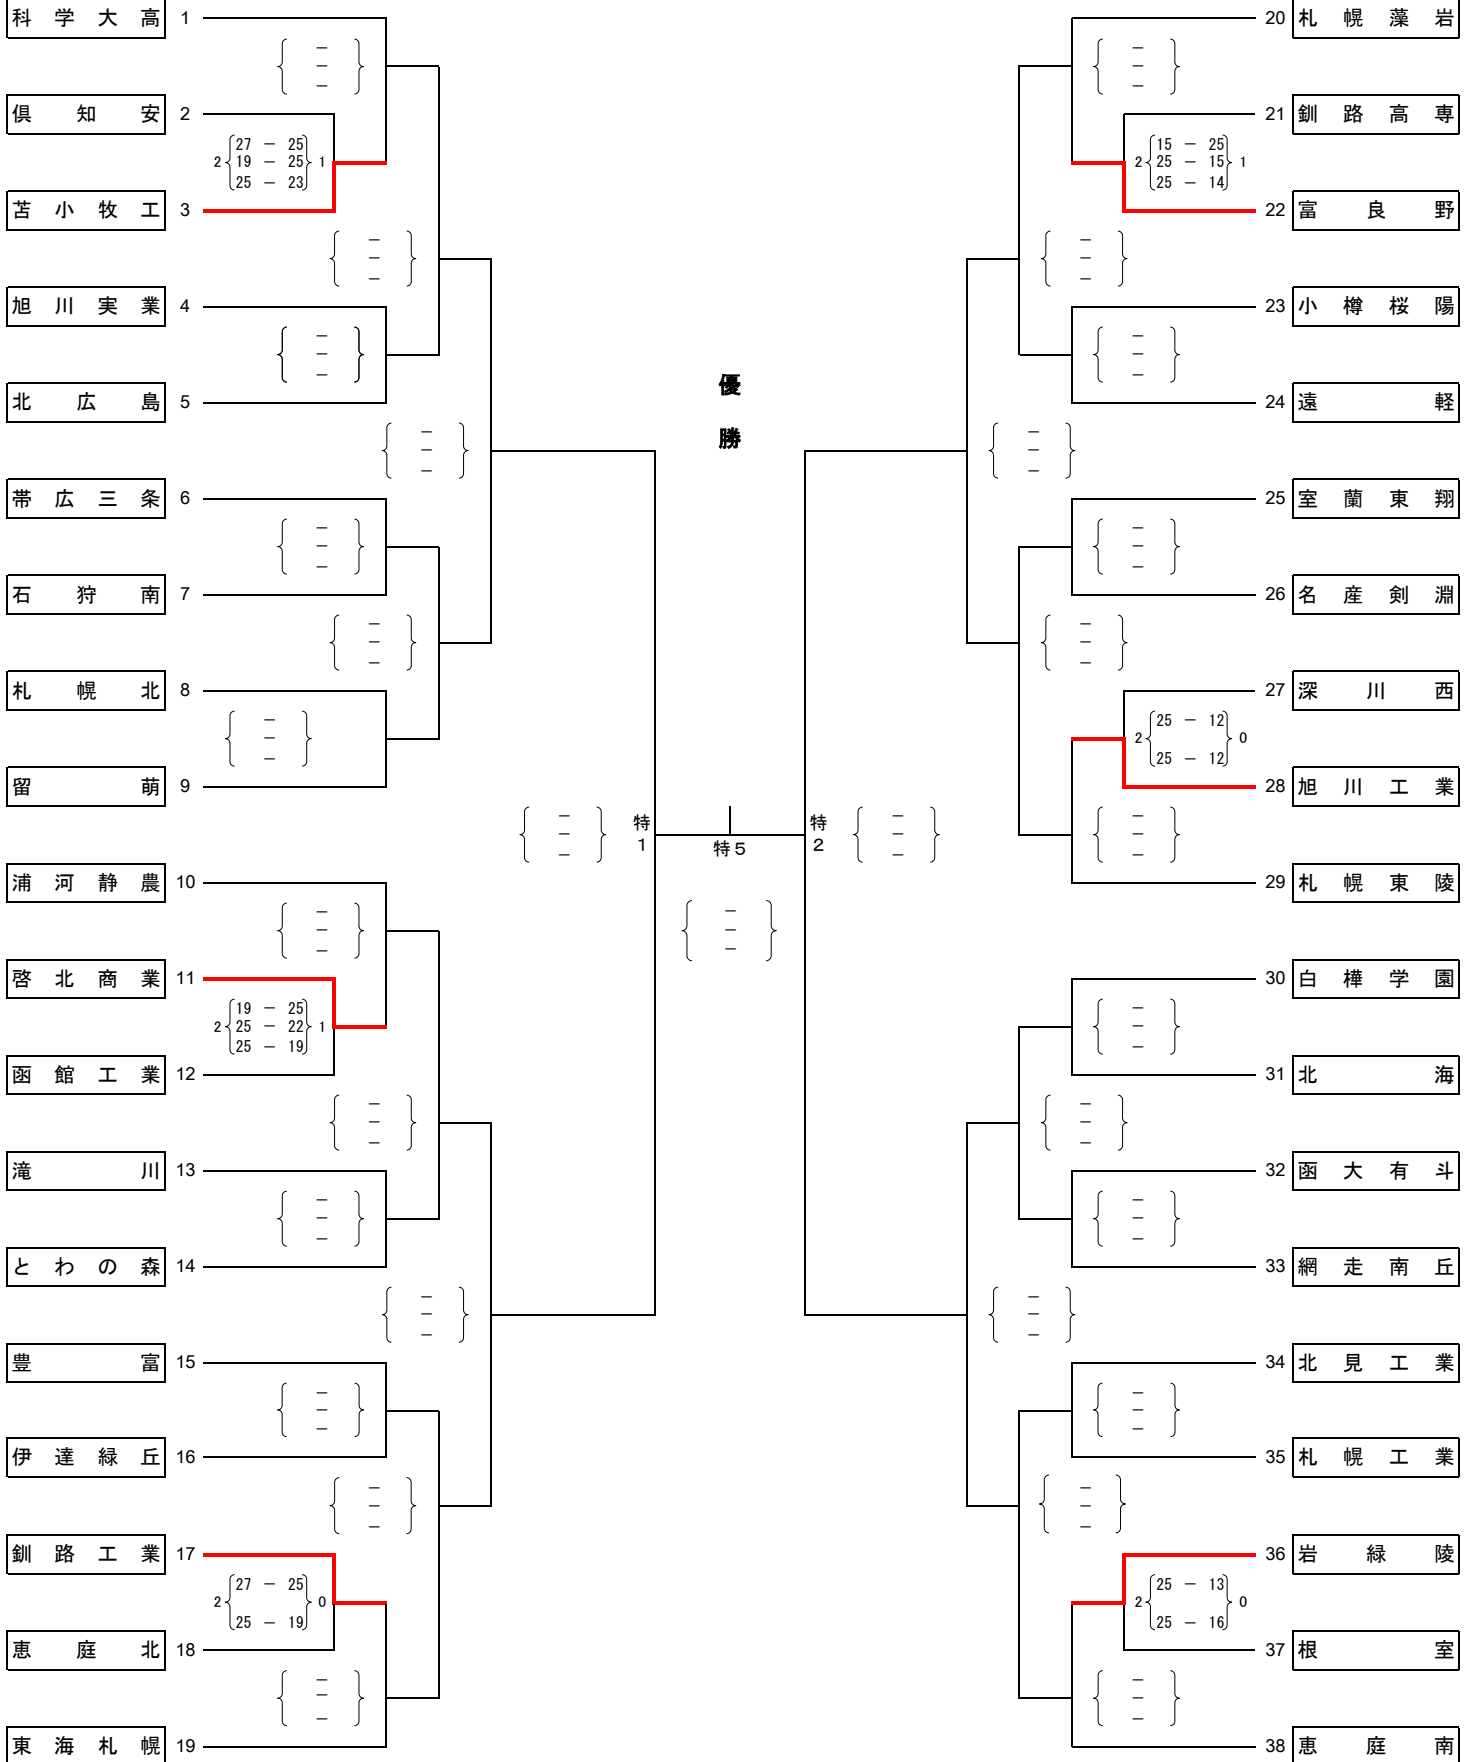 科学大高 1
{ － － － }
倶知安 2
2 { 27 － 25 19 － 25 25 － 23 } 1
苫小牧工 3
{ － － － }
旭川実業 4
{ － － － }
北広島 5
{ － － － }
帯広三条 6
{ － － － }
石狩南 7
{ － － － }
札幌北 8
{ － － － }
留萌 9
{ － － － }
特1
浦河静農 10
{ － － － }
啓北商業 11
2 { 19 － 25 25 － 22 25 － 19 } 1
函館工業 12
{ － － － }
滝川 13
{ － － － }
とわの森 14
{ － － － }
豊富 15
{ － － － }
伊達緑丘 16
{ － － － }
釧路工業 17
2 { 27 － 25 25 － 19 } 0
恵庭北 18
{ － － － }
東海札幌 19
優勝
特5
{ － － － }
20 札幌藻岩
{ － － － }
21 釧路高専
2 { 15 － 25 25 － 15 25 － 14 } 1
22 富良野
{ － － － }
23 小樽桜陽
{ － － － }
24 遠軽
{ － － － }
25 室蘭東翔
{ － － － }
26 名産剣淵
{ － － － }
27 深川西
2 { 25 － 12 25 － 12 } 0
28 旭川工業
特2
{ － － － }
{ － － － }
29 札幌東陵
30 白樺学園
{ － － － }
31 北海
{ － － － }
32 函大有斗
{ － － － }
33 網走南丘
{ － － － }
34 北見工業
{ － － － }
35 札幌工業
{ － － － }
36 岩緑陵
2 { 25 － 13 25 － 16 } 0
37 根室
{ － － － }
38 恵庭南